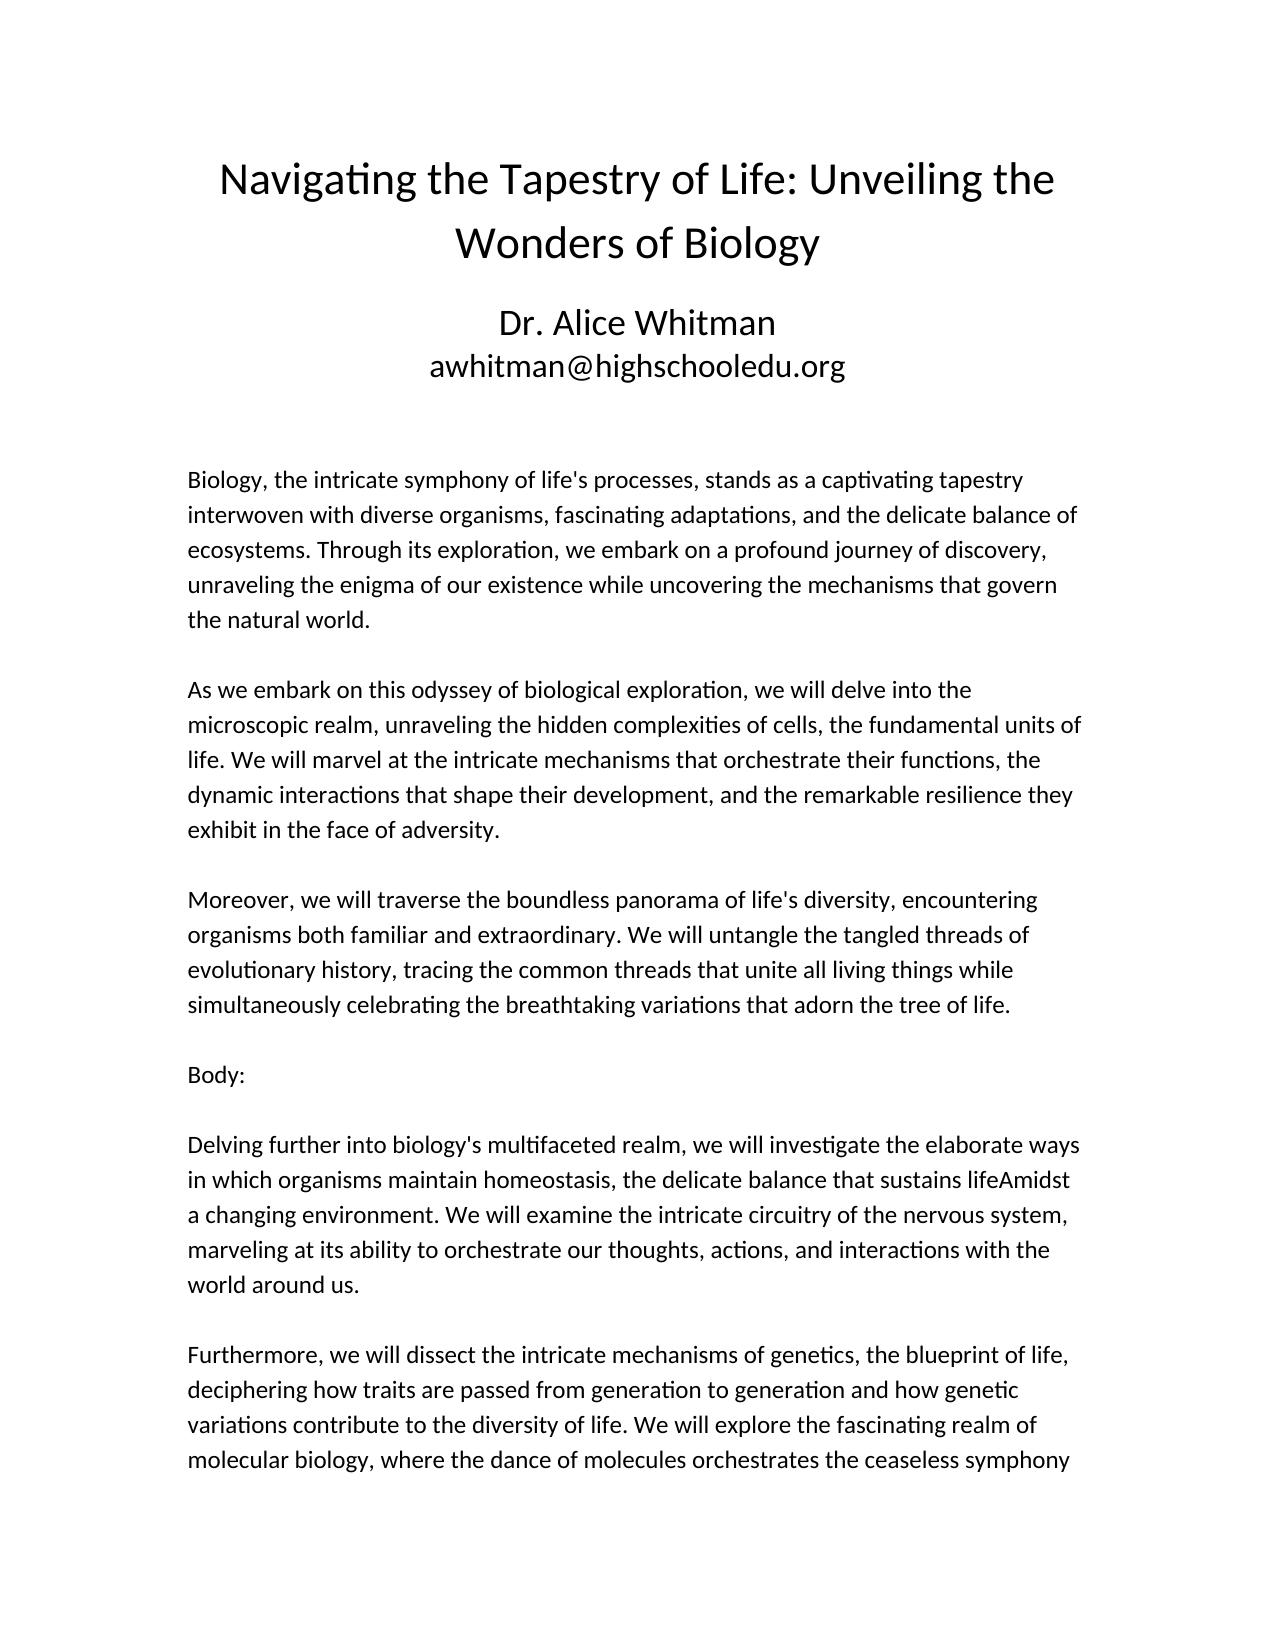 Navigating the Tapestry of Life: Unveiling the
Wonders of Biology
Dr. Alice Whitman
awhitman@highschooledu.org
Biology, the intricate symphony of life's processes, stands as a captivating tapestry
interwoven with diverse organisms, fascinating adaptations, and the delicate balance of
ecosystems. Through its exploration, we embark on a profound journey of discovery,
unraveling the enigma of our existence while uncovering the mechanisms that govern
the natural world.
As we embark on this odyssey of biological exploration, we will delve into the
microscopic realm, unraveling the hidden complexities of cells, the fundamental units of
life. We will marvel at the intricate mechanisms that orchestrate their functions, the
dynamic interactions that shape their development, and the remarkable resilience they
exhibit in the face of adversity.
Moreover, we will traverse the boundless panorama of life's diversity, encountering
organisms both familiar and extraordinary. We will untangle the tangled threads of
evolutionary history, tracing the common threads that unite all living things while
simultaneously celebrating the breathtaking variations that adorn the tree of life.
Body:
Delving further into biology's multifaceted realm, we will investigate the elaborate ways
in which organisms maintain homeostasis, the delicate balance that sustains lifeAmidst
a changing environment. We will examine the intricate circuitry of the nervous system,
marveling at its ability to orchestrate our thoughts, actions, and interactions with the
world around us.
Furthermore, we will dissect the intricate mechanisms of genetics, the blueprint of life,
deciphering how traits are passed from generation to generation and how genetic
variations contribute to the diversity of life. We will explore the fascinating realm of
molecular biology, where the dance of molecules orchestrates the ceaseless symphony